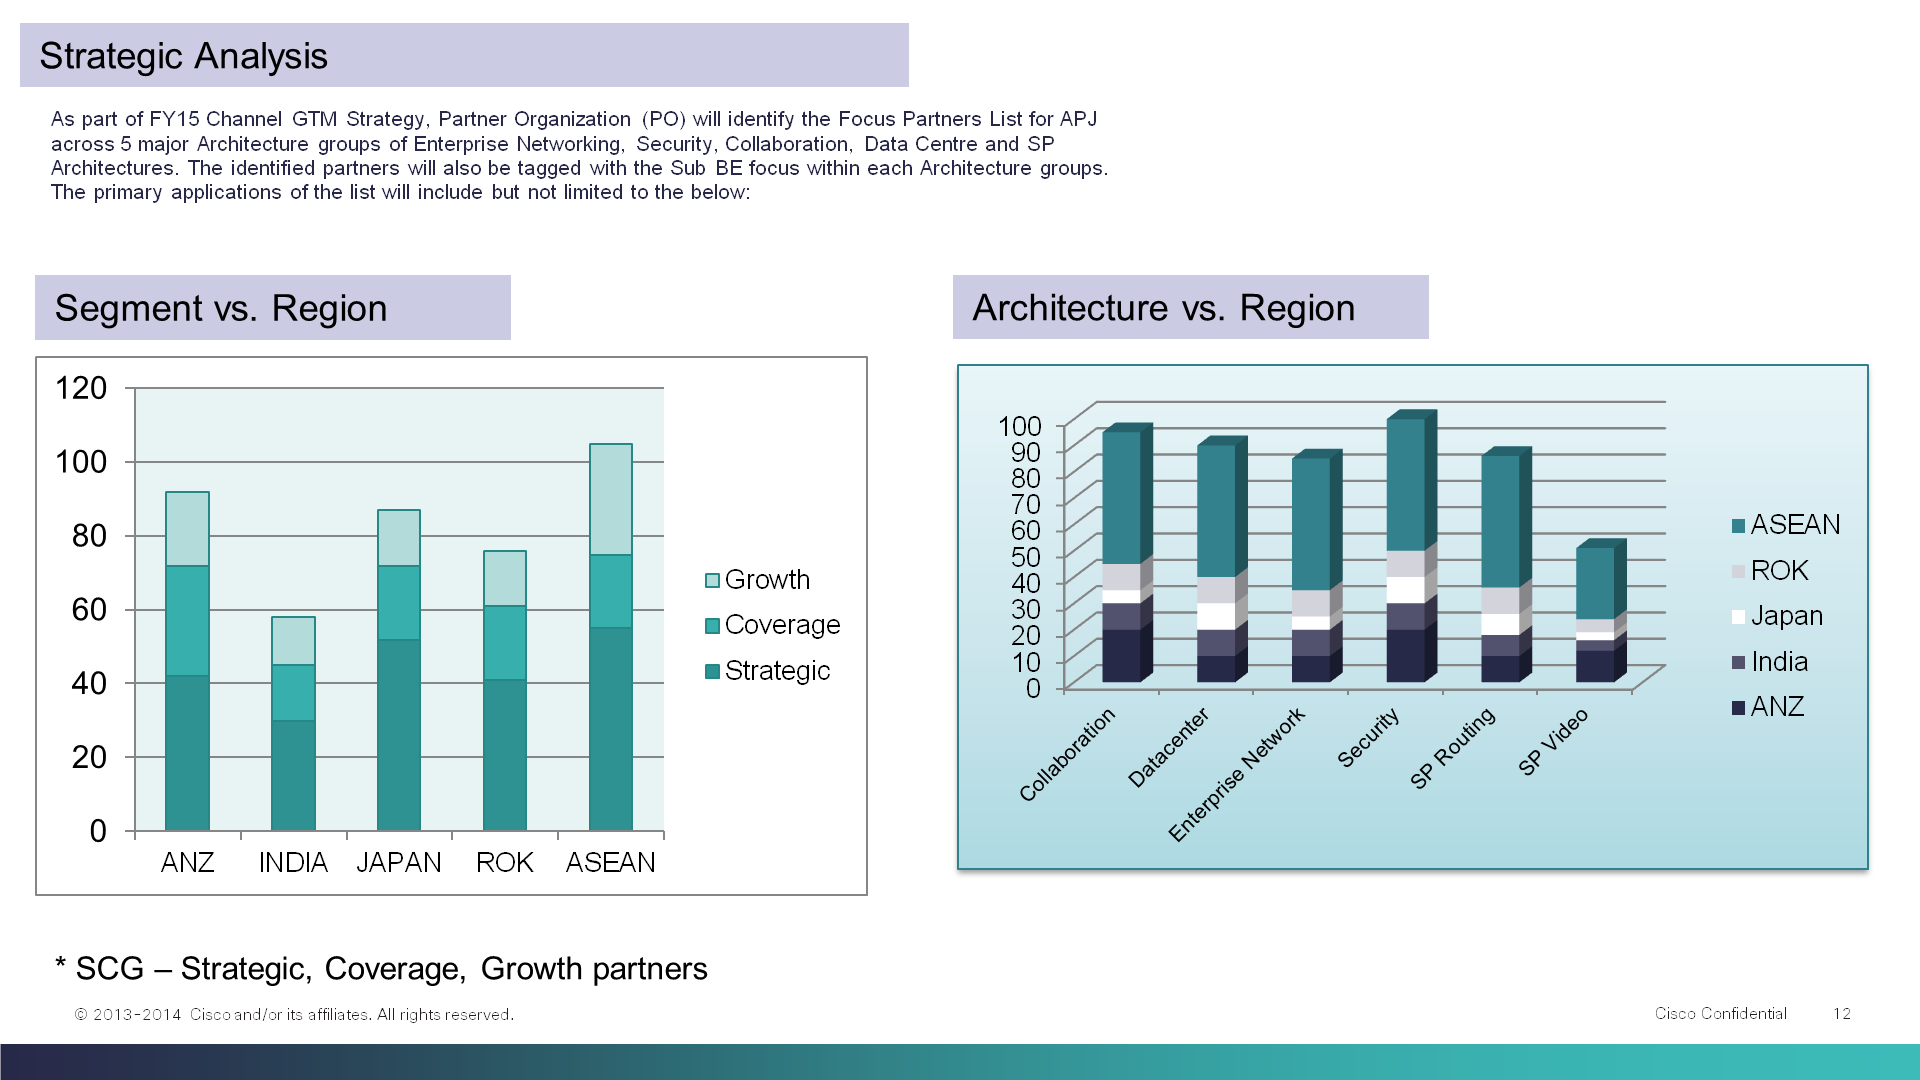 Strategic Analysis
As part of FY15 Channel GTM Strategy, Partner Organization (PO) will identify the Focus Partners List for APJ
across 5 major Architecture groups of Enterprise Networking, Security, Collaboration, Data Centre and SP
Architectures. The identified partners will also be tagged with the Sub BE focus within each Architecture groups.
The primary applications of the list will include but not limited to the below:
Segment vs. Region
120
100
80
60
40
20
0
ANZ INDIA JAPAN ROK ASEAN
Growth
Coverage
Strategic
Architecture vs. Region
100
90
80
70
60
50
40
30
20
10
0
Collaboration
Datacenter
Enterprise Network
Security
SP Routing
SP Video
ASEAN
ROK
Japan
India
ANZ
* SCG – Strategic, Coverage, Growth partners
© 2013-2014 Cisco and/or its affiliates. All rights reserved.
Cisco Confidential 12